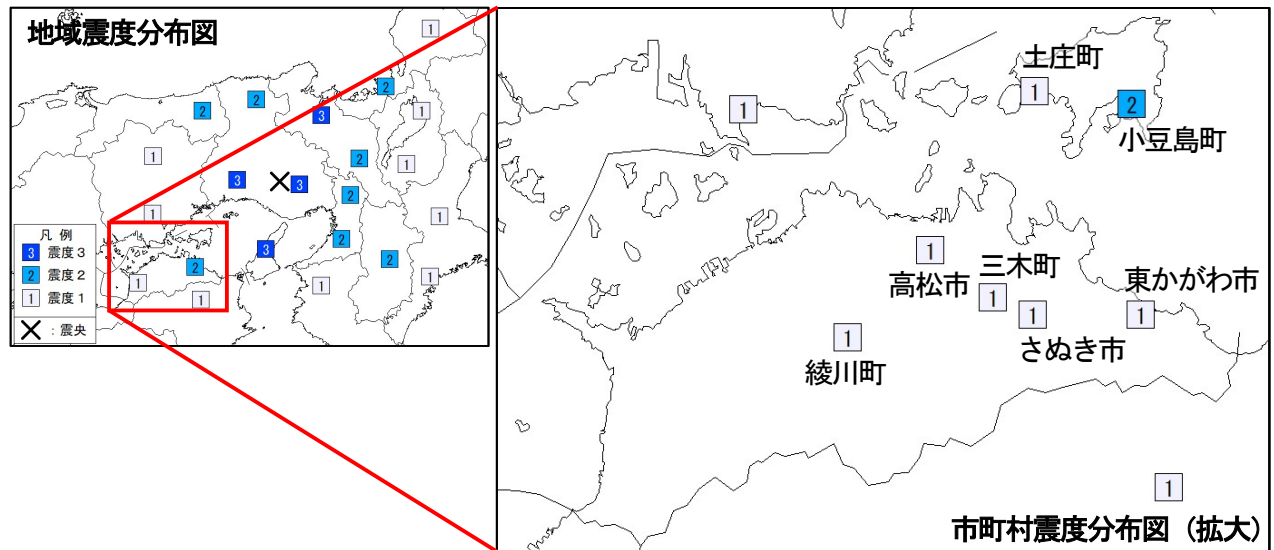 地域震度分布図
1
2
2
2
3
1
1
2
1
3
3
2
1
1
2
3
2
2
1
1
1
1
凡 例
3 震度3
2 震度2
1 震度1
× : 震央
土庄町
1
1
2
小豆島町
1
高松市
三木町
1
東かがわ市
1
1
さぬき市
1
綾川町
1
市町村震度分布図(拡大)